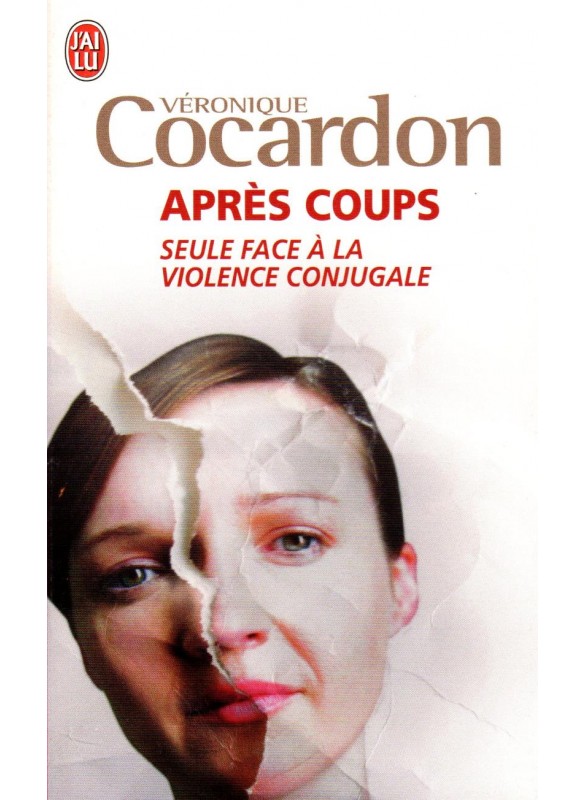 J'AI
LU
VÉRONIQUE
Cocardon
APRÈS COUPS
SEULE FACE À LA
VIOLENCE CONJUGALE